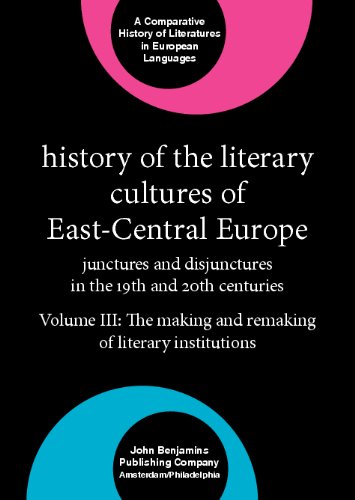 A Comparative
History of Literatures
in European
Languages
history of the literary
cultures of
East-Central Europe
junctures and disjunctures
in the 19th and 20th centuries
Volume III: The making and remaking
of literary institutions
John Benjamins
Publishing Company
Amsterdam/Philadelphia